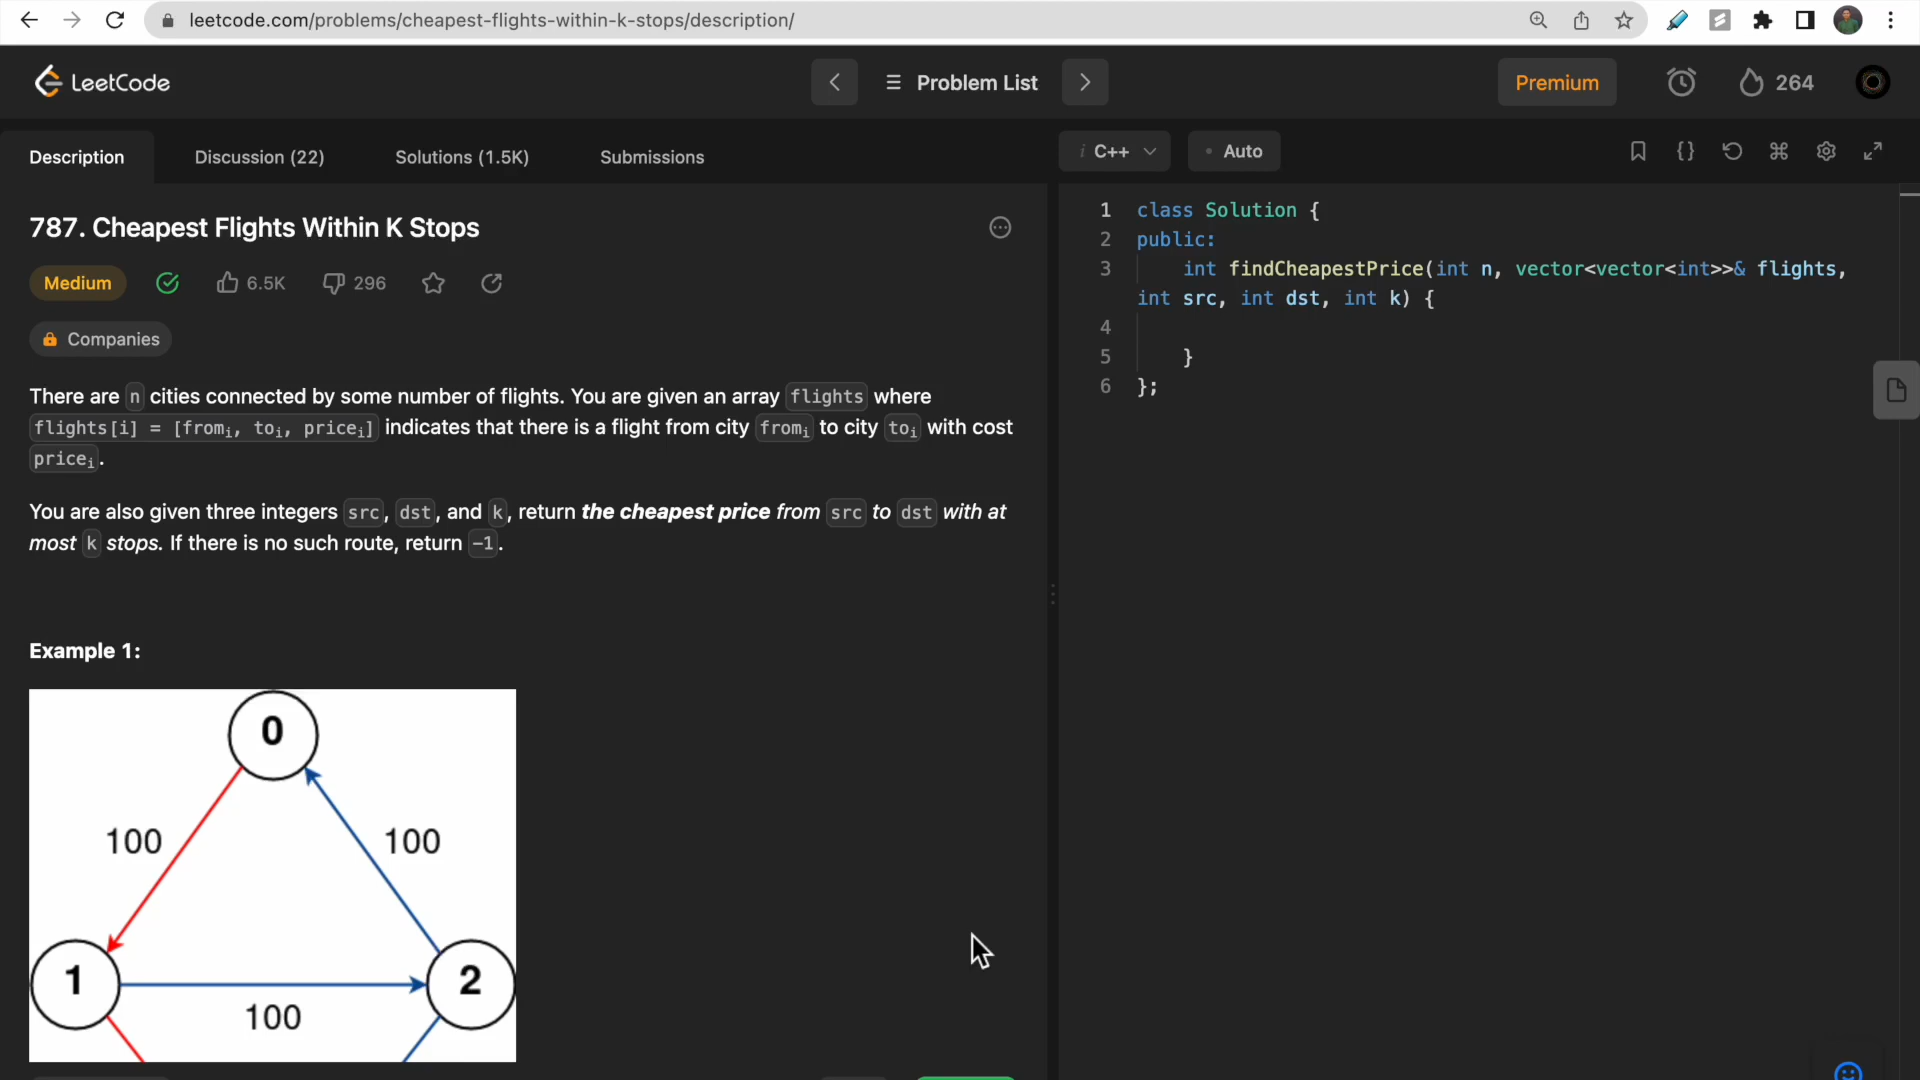 leetcode.com/problems/cheapest-flights-within-k-stops/description/
LeetCode
Problem List
Premium
264
Description
Discussion (22)
Solutions (1.5K)
Submissions
i C++
• Auto
{}
787. Cheapest Flights Within K Stops
Medium
6.5K
296
Companies
There are n cities connected by some number of flights. You are given an array flights where
flights[i] = [fromᵢ, toᵢ, priceᵢ] indicates that there is a flight from city fromᵢ to city toᵢ with cost
priceᵢ.
You are also given three integers src, dst, and k, return the cheapest price from src to dst with at
most k stops. If there is no such route, return -1.
Example 1:
0
100
100
1
2
100
1 class Solution {
2 public:
3 int findCheapestPrice(int n, vector<vector<int>>& flights,
int src, int dst, int k) {
4
5 }
6 };